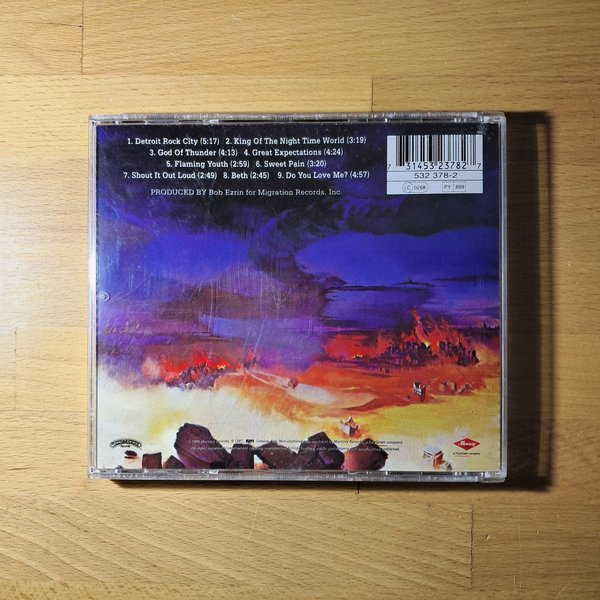 1. Detroit Rock City (5:17)  2. King Of The Night Time World (3:19)
3. God Of Thunder (4:13)  4. Great Expectations (4:24)
5. Flaming Youth (2:59)  6. Sweet Pain (3:20)
7. Shout It Out Loud (2:49)  8. Beth (2:45)  9. Do You Love Me? (4:57)
PRODUCED BY Bob Ezrin for Migration Records, Inc.
7 31453 23782 7
532 378-2
LC 0268
PY 899
Mercury
a PolyGram company